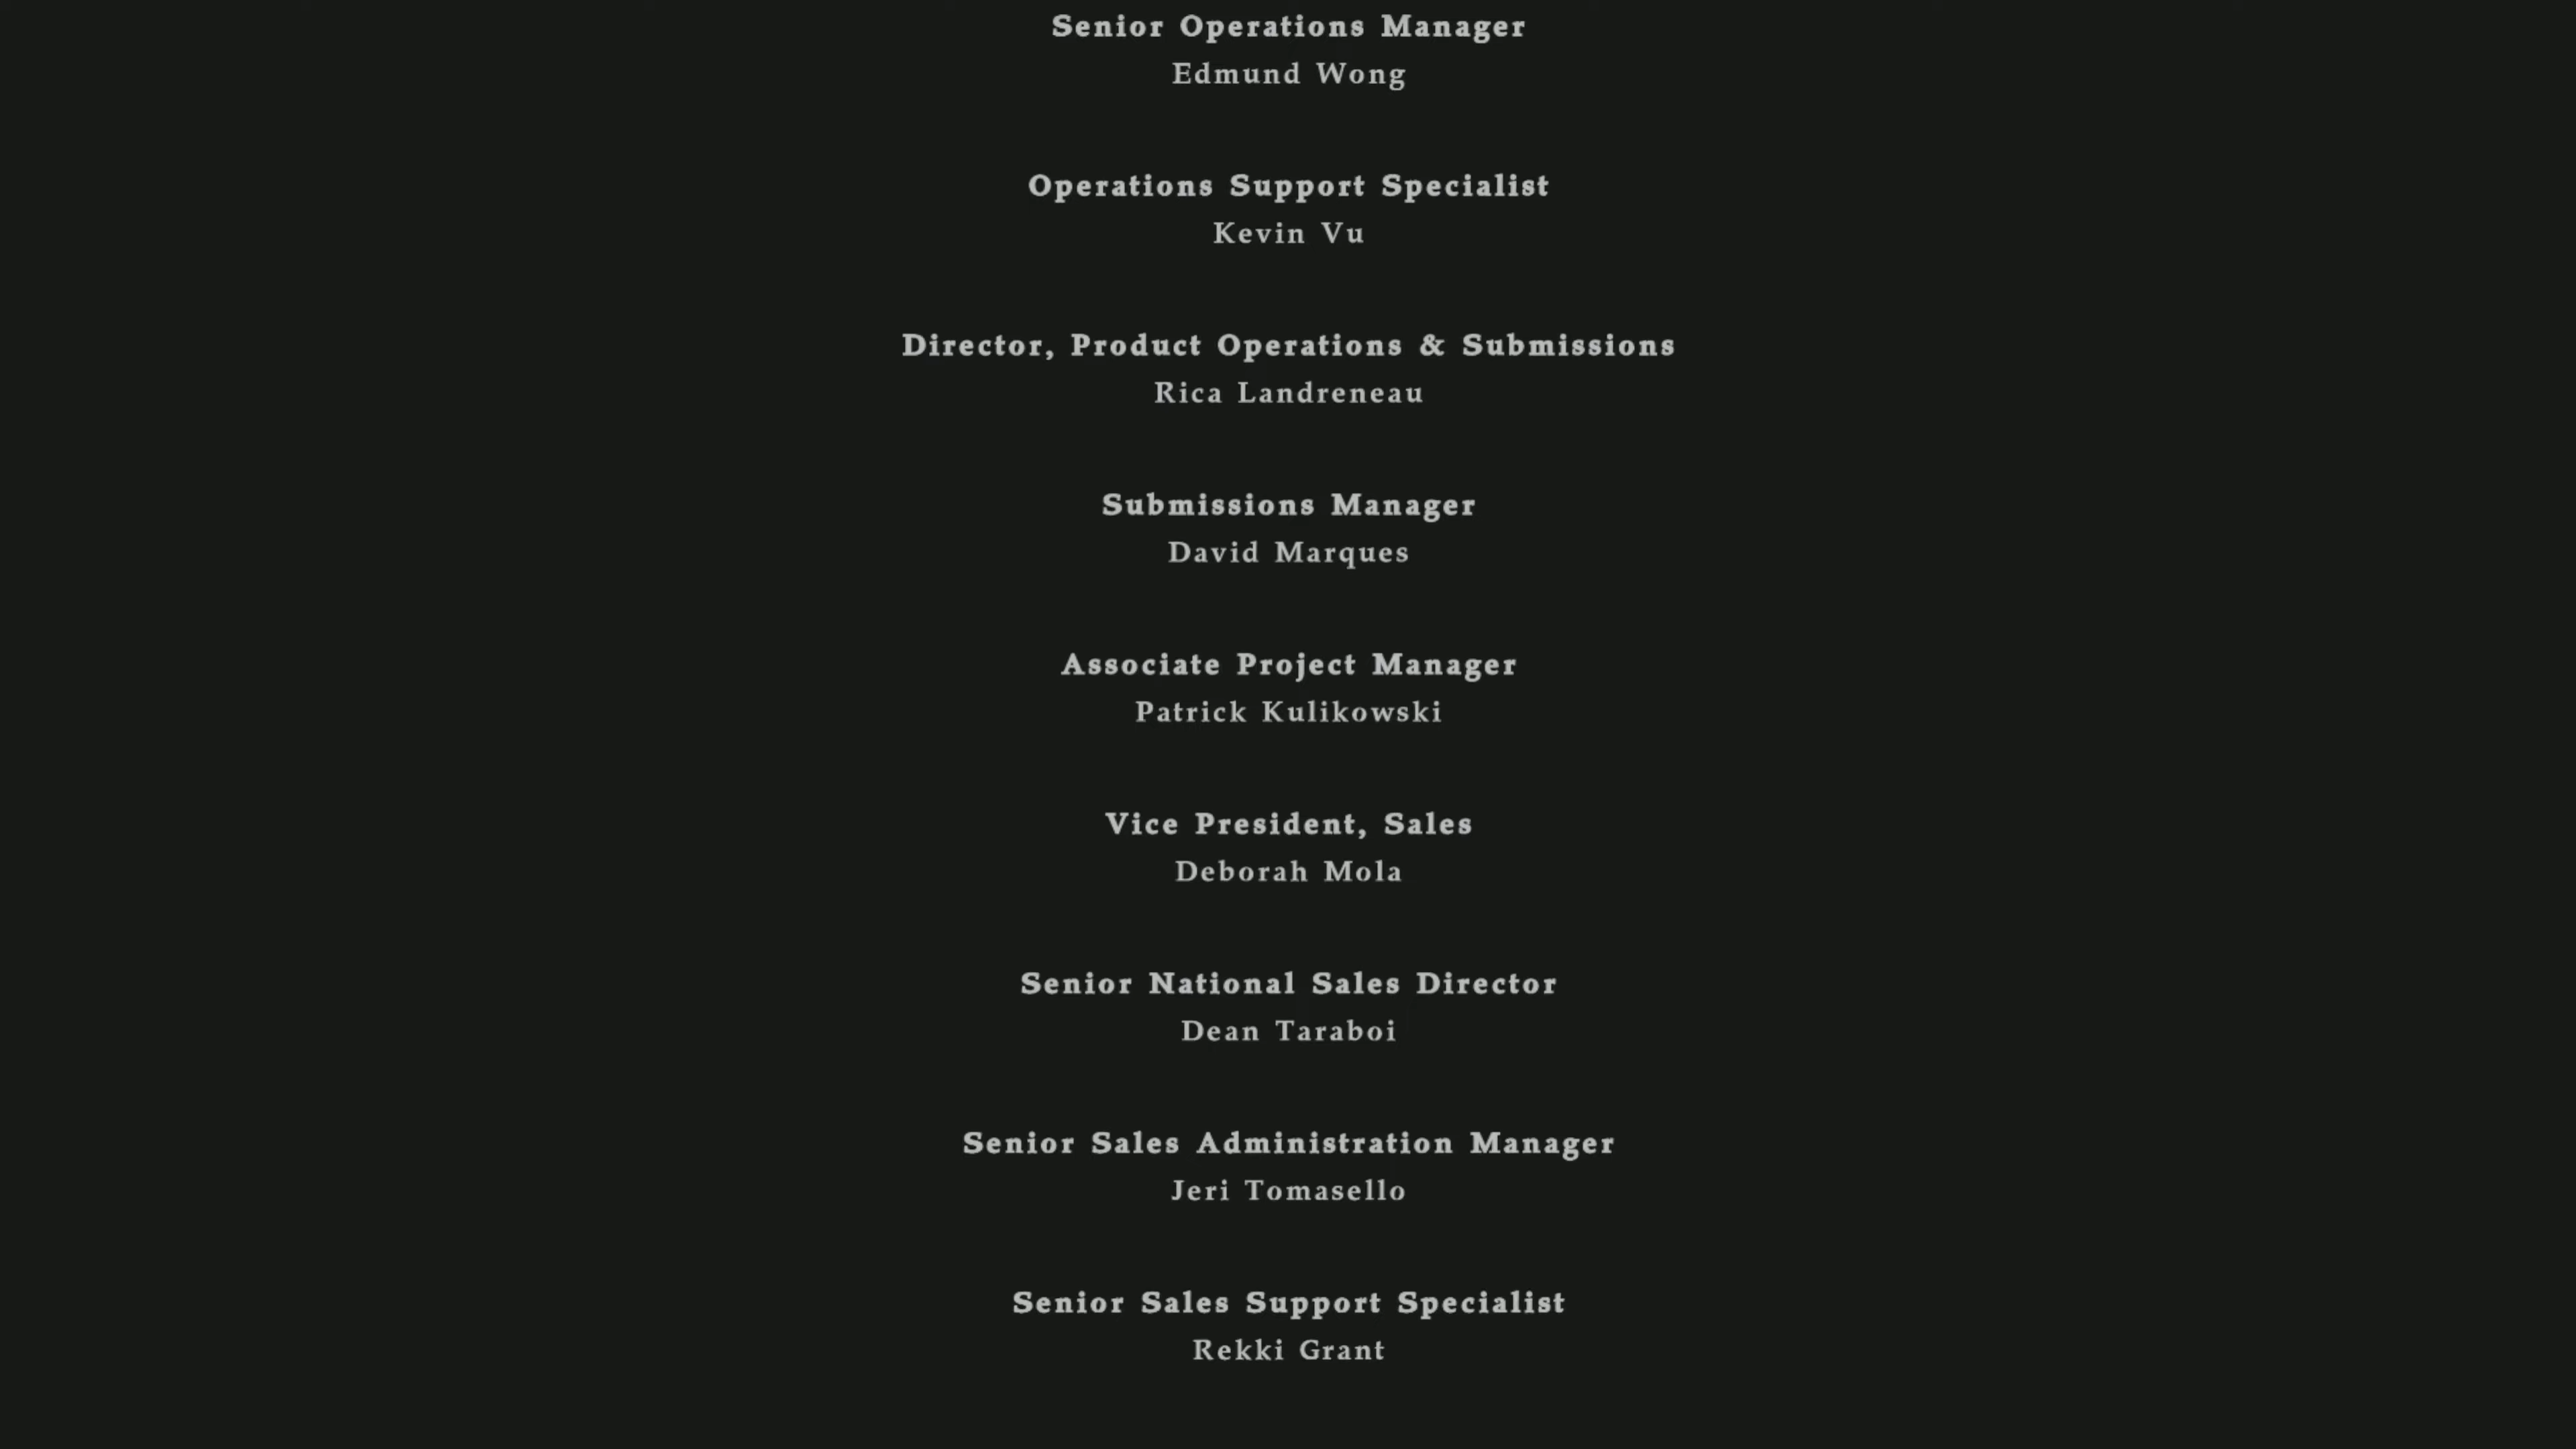 Senior Operations Manager
Edmund Wong
Operations Support Specialist
Kevin Vu
Director, Product Operations & Submissions
Rica Landreneau
Submissions Manager
David Marques
Associate Project Manager
Patrick Kulikowski
Vice President, Sales
Deborah Mola
Senior National Sales Director
Dean Taraboi
Senior Sales Administration Manager
Jeri Tomasello
Senior Sales Support Specialist
Rekki Grant